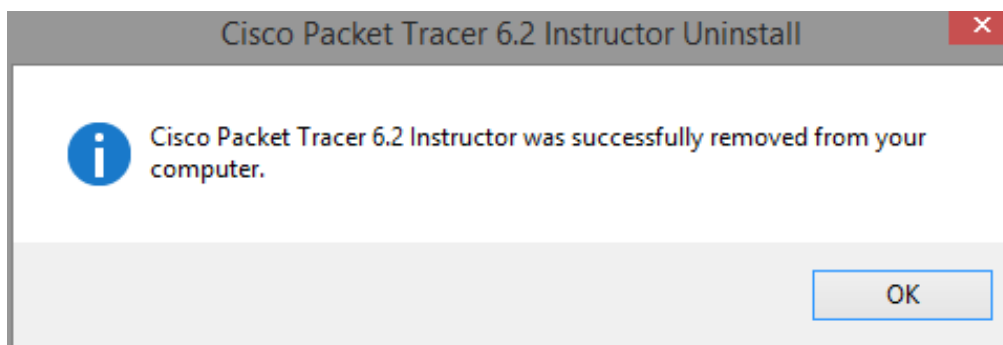 Cisco Packet Tracer 6.2 Instructor Uninstall
Cisco Packet Tracer 6.2 Instructor was successfully removed from your
computer.
OK